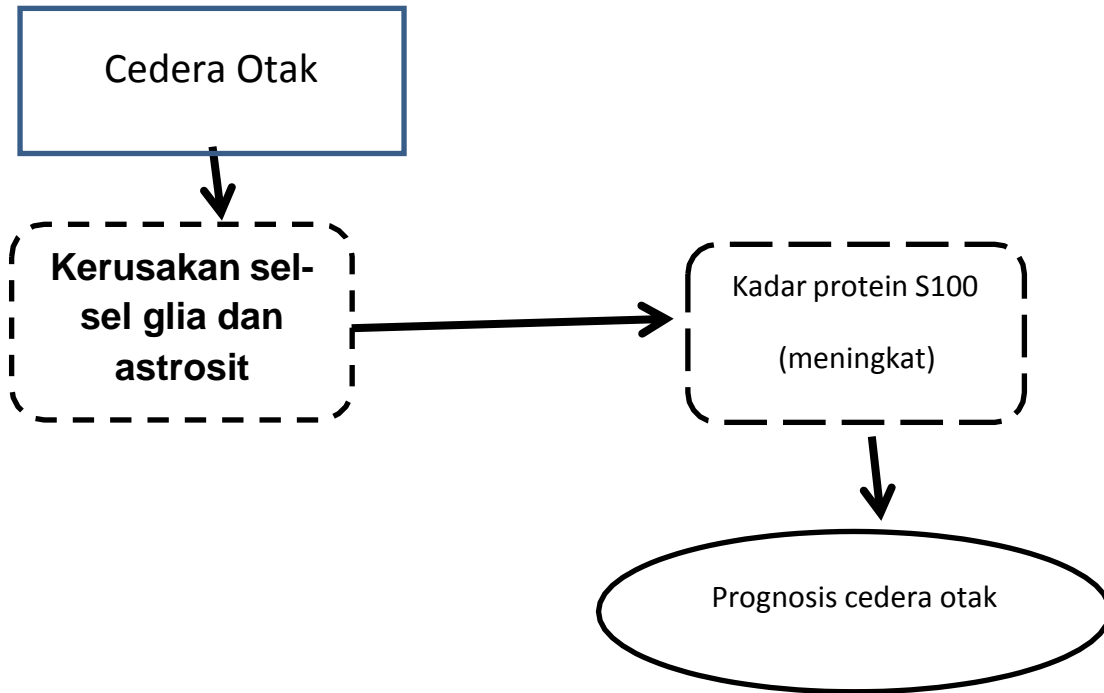 Cedera Otak
Kerusakan sel-
sel glia dan
astrosit
Kadar protein S100
(meningkat)
Prognosis cedera otak